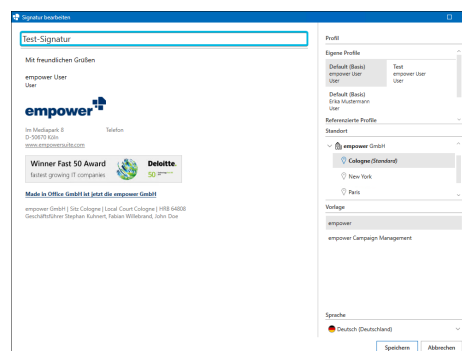 Signatur bearbeiten
Test-Signatur
Mit freundlichen Grüßen
empower User
User
empower
Im Mediapark 8 Telefon
D-50670 Köln
www.empowersuite.com
Winner Fast 50 Award
fastest growing IT companies
Deloitte.
50
Made in Office GmbH ist jetzt die empower GmbH
empower GmbH | Sitz Cologne | Local Court Cologne | HRB 64808
Geschäftsführer Stephan Kuhnert, Fabian Willebrand, John Doe
Profil
Eigene Profile
Default (Basis)
empower User
User
Test
empower User
User
Default (Basis)
Erika Mustermann
User
Referenzierte Profile
Standort
empower GmbH
Cologne (Standard)
New York
Paris
Vorlage
empower
empower Campaign Management
Sprache
Deutsch (Deutschland)
Speichern Abbrechen